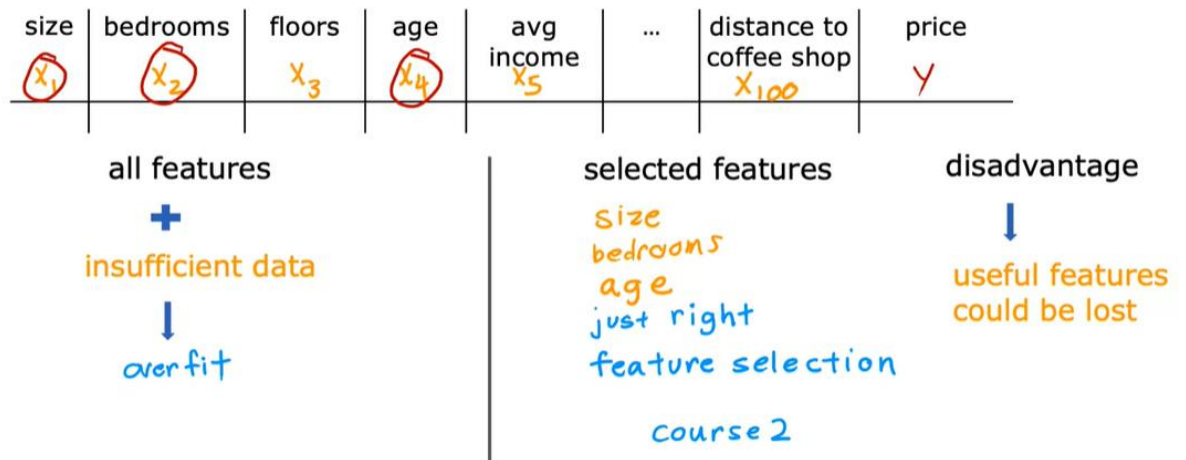 size bedrooms floors age avg income ... distance to coffee shop price
x₁ x₂ x₃ x₄ x₅ x₁₀₀ y
all features
+
insufficient data
↓
overfit
selected features
size
bedrooms
age
just right
feature selection
course 2
disadvantage
↓
useful features
could be lost